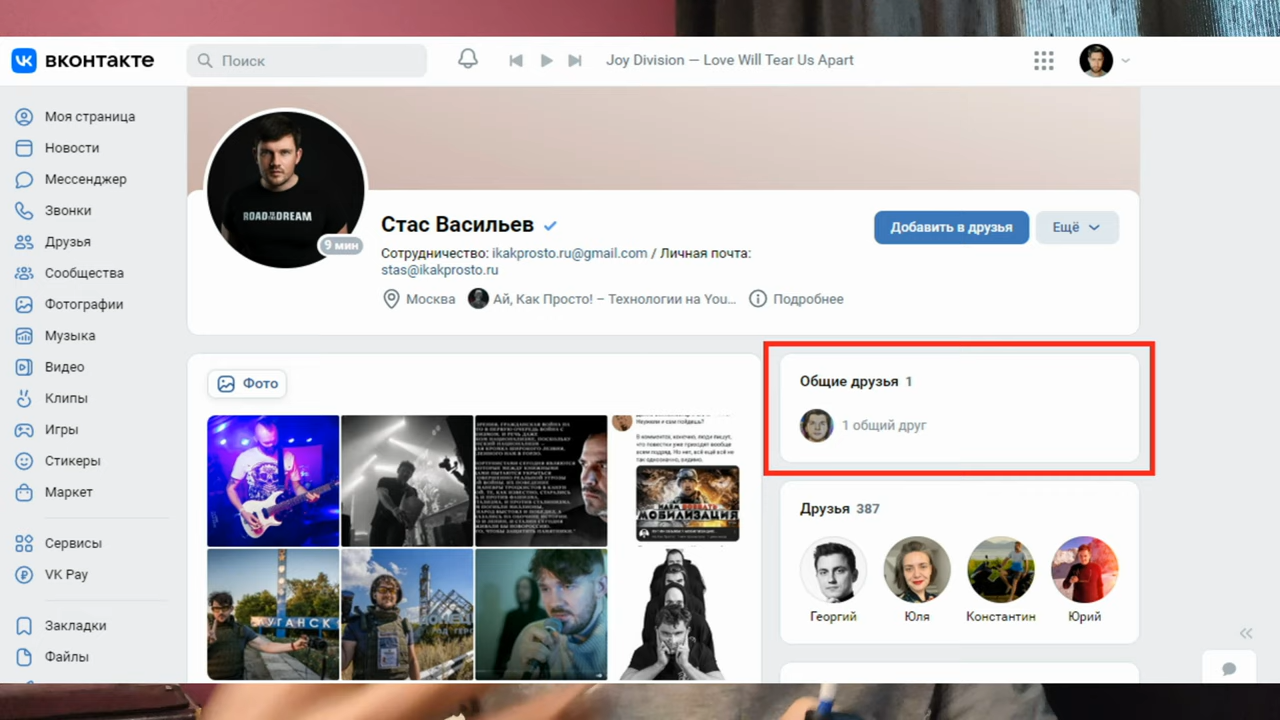 ВКОНТАКТЕ
Поиск
Joy Division — Love Will Tear Us Apart
Моя страница
Новости
Мессенджер
Звонки
Друзья
Сообщества
Фотографии
Музыка
Видео
Клипы
Игры
Стикеры
Маркет
Сервисы
VK Pay
Закладки
Файлы
ROAD TO THE DREAM
9 мин
Стас Васильев
Сотрудничество: ikakprosto.ru@gmail.com / Личная почта:
stas@ikakprosto.ru
Москва
Ай, Как Просто! – Технологии на You...
Подробнее
Добавить в друзья
Ещё
Фото
МОБИЛИЗАЦИЯ
Общие друзья 1
1 общий друг
Друзья 387
Георгий
Юля
Константин
Юрий